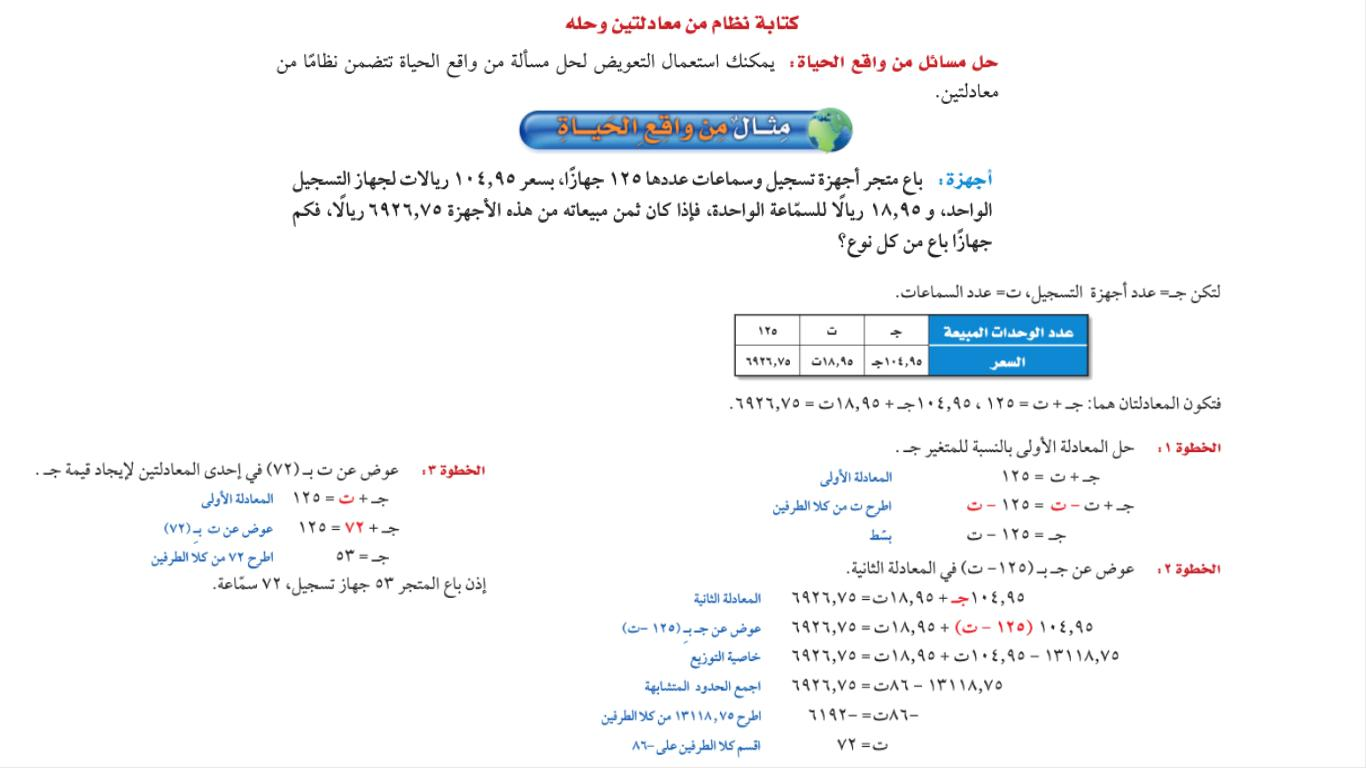 كتابة نظام من معادلتين وحله
حل مسائل من واقع الحياة: يمكنك استعمال التعويض لحل مسألة من واقع الحياة تتضمن نظامًا من
معادلتين.
مِثَـالٌ مِن واقِعِ الحَيَــاةِ
أجهزة: باع متجر أجهزة تسجيل وسماعات عددها ١٢٥ جهازًا، بسعر ١٠٤,٩٥ ريالات لجهاز التسجيل
الواحد، و ١٨,٩٥ ريالًا للسمّاعة الواحدة، فإذا كان ثمن مبيعاته من هذه الأجهزة ٦٩٢٦,٧٥ ريالًا، فكم
جهازًا باع من كل نوع؟
لتكن جـ= عدد أجهزة التسجيل، ت= عدد السماعات.
عدد الوحدات المبيعة جـ ت ١٢٥
السعر ١٠٤,٩٥جـ ١٨,٩٥ت ٦٩٢٦,٧٥
فتكون المعادلتان هما: جـ + ت = ١٢٥ ، ١٠٤,٩٥جـ + ١٨,٩٥ت = ٦٩٢٦,٧٥.
الخطوة ١: حل المعادلة الأولى بالنسبة للمتغير جـ .
جـ + ت = ١٢٥ المعادلة الأولى
جـ + ت – ت = ١٢٥ – ت اطرح ت من كلا الطرفين
جـ = ١٢٥ – ت بسّط
الخطوة ٢: عوض عن جـ بـ (١٢٥- ت) في المعادلة الثانية.
١٠٤,٩٥جـ + ١٨,٩٥ت = ٦٩٢٦,٧٥ المعادلة الثانية
١٠٤,٩٥ (١٢٥ – ت) + ١٨,٩٥ت = ٦٩٢٦,٧٥ عوض عن جـ بـِ (١٢٥ –ت)
١٣١١٨,٧٥ – ١٠٤,٩٥ت + ١٨,٩٥ت = ٦٩٢٦,٧٥ خاصية التوزيع
١٣١١٨,٧٥ – ٨٦ت = ٦٩٢٦,٧٥ اجمع الحدود المتشابهة
–٨٦ت = –٦١٩٢ اطرح ١٣١١٨,٧٥ من كلا الطرفين
ت = ٧٢ اقسم كلا الطرفين على –٨٦
الخطوة ٣: عوض عن ت بـ (٧٢) في إحدى المعادلتين لإيجاد قيمة جـ .
جـ + ت = ١٢٥ المعادلة الأولى
جـ + ٧٢ = ١٢٥ عوض عن ت بـِ (٧٢)
جـ = ٥٣ اطرح ٧٢ من كلا الطرفين
إذن باع المتجر ٥٣ جهاز تسجيل، ٧٢ سمّاعة.